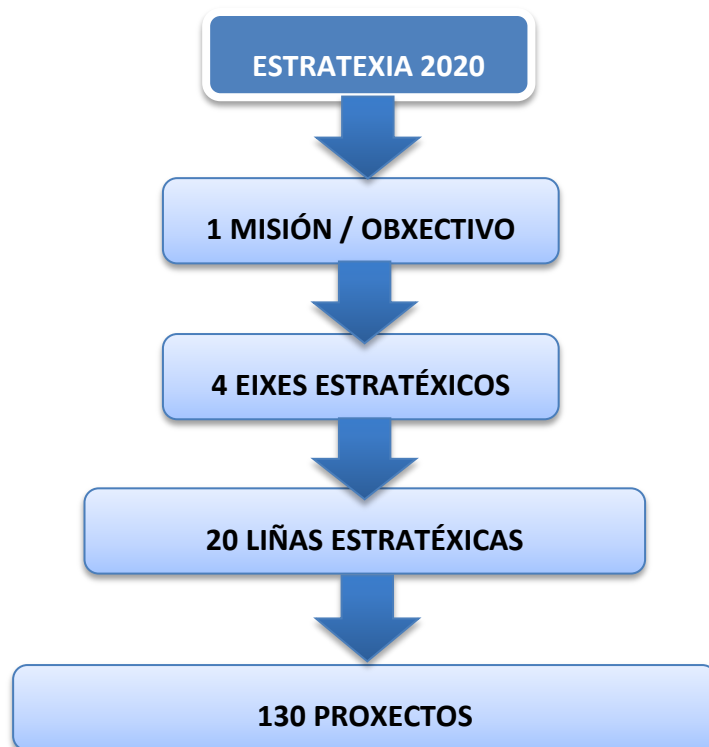 ESTRATEXIA 2020
1 MISIÓN / OBXECTIVO
4 EIXES ESTRATÉXICOS
20 LIÑAS ESTRATÉXICAS
130 PROXECTOS